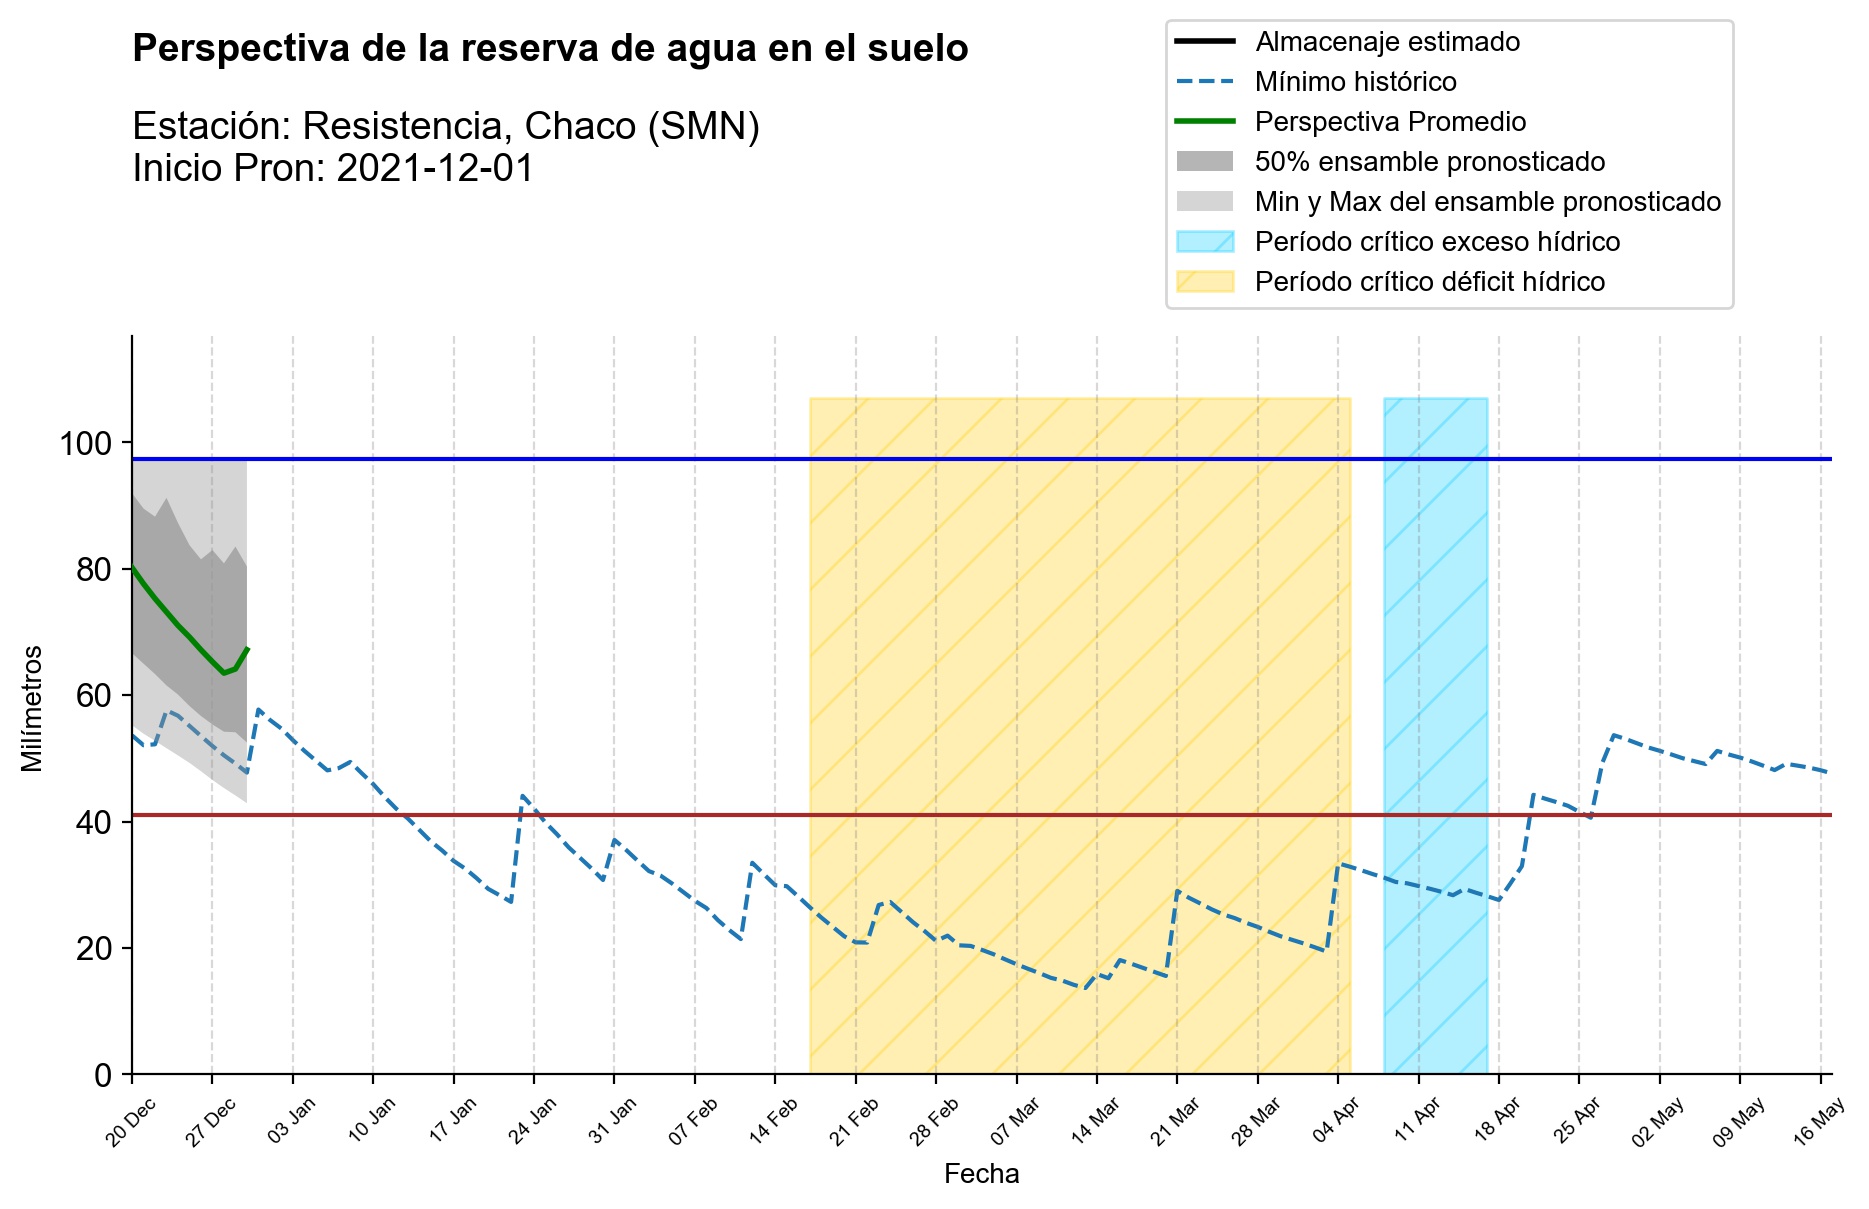 Perspectiva de la reserva de agua en el suelo
Estación: Resistencia, Chaco (SMN)
Inicio Pron: 2021-12-01
Almacenaje estimado
Mínimo histórico
Perspectiva Promedio
50% ensamble pronosticado
Min y Max del ensamble pronosticado
Período crítico exceso hídrico
Período crítico déficit hídrico
Milímetros
100
80
60
40
20
0
20 Dec
27 Dec
03 Jan
10 Jan
17 Jan
24 Jan
31 Jan
07 Feb
14 Feb
21 Feb
28 Feb
07 Mar
14 Mar
21 Mar
28 Mar
04 Apr
11 Apr
18 Apr
25 Apr
02 May
09 May
16 May
Fecha